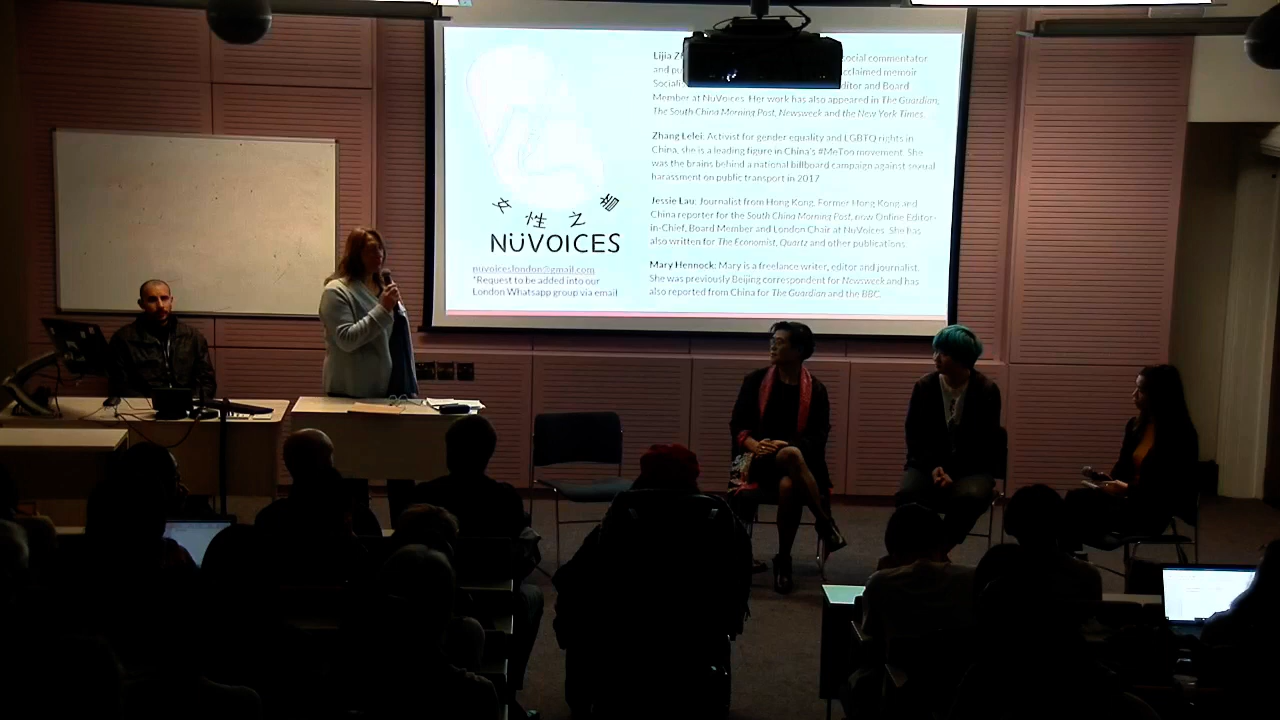 女性之声
NÜVOICES
nuvoiceslondon@gmail.com
*Request to be added into our
London Whatsapp group via email
Lijia social commentator
and acclaimed memoir
Editor and Board
Member at NuVoices. Her work has also appeared in The Guardian,
The South China Morning Post, Newsweek and the New York Times.
Zhang Lelei: Activist for gender equality and LGBTQ rights in
China, she is a leading figure in China's #MeToo movement. She
was the brains behind a national billboard campaign against sexual
harassment on public transport in 2017
Jessie Lau: Journalist from Hong Kong. Former Hong Kong and
China reporter for the South China Morning Post, now Online Editor-
in-Chief, Board Member and London Chair at NuVoices. She has
also written for The Economist, Quartz and other publications.
Mary Hennock: Mary is a freelance writer, editor and journalist.
She was previously Beijing correspondent for Newsweek and has
also reported from China for The Guardian and the BBC.